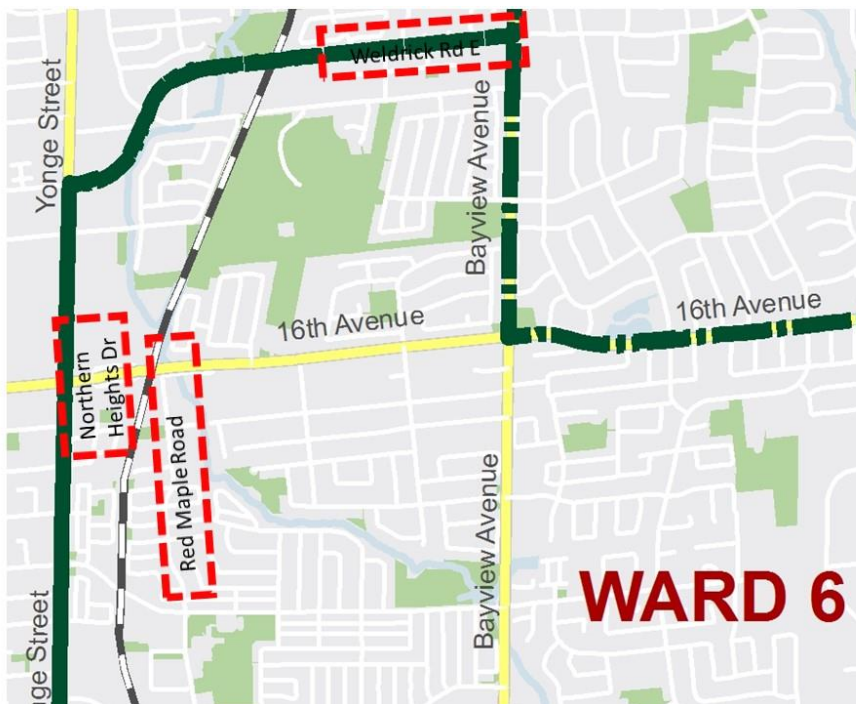 Weldrick Rd E
Yonge Street
Bayview Avenue
16th Avenue
16th Avenue
Northern
Heights Dr
Red Maple Road
Bayview Avenue
WARD 6
nge Street